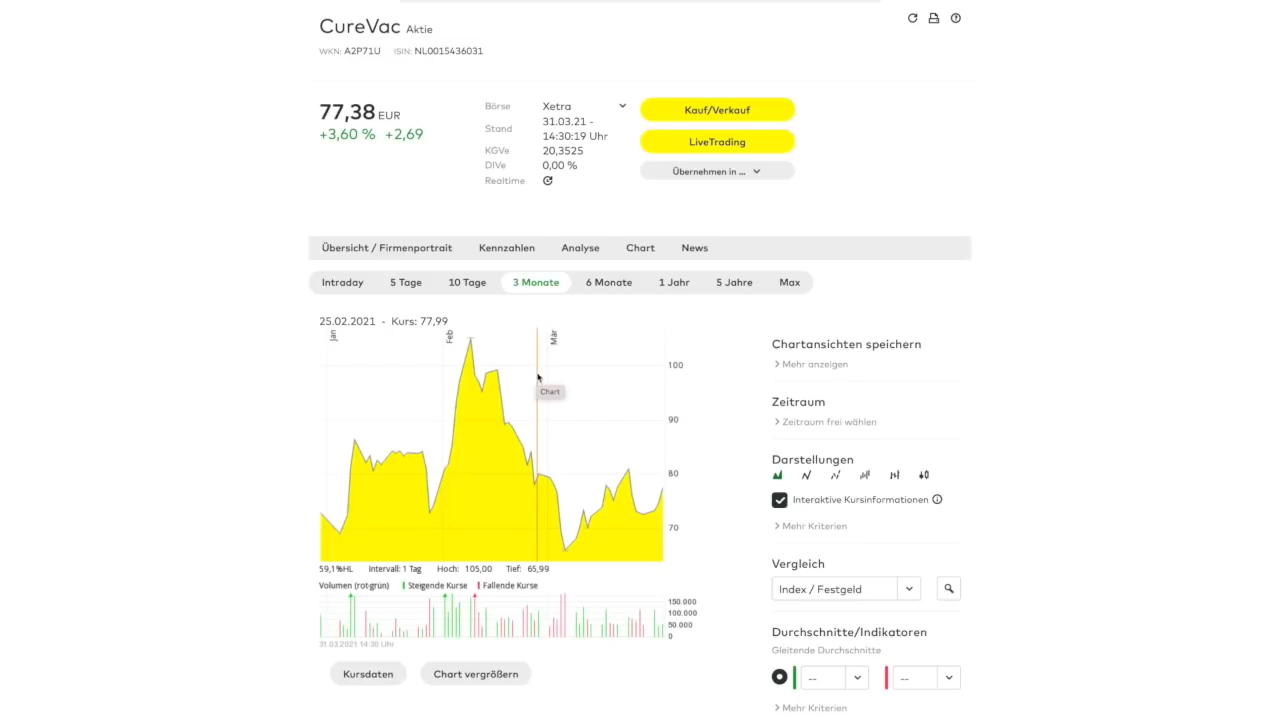 CureVac Aktie
WKN: A2P71U ISIN: NL0015436031
77,38 EUR
+3,60 % +2,69
Börse Xetra
Stand 31.03.21 -
14:30:19 Uhr
KGVe 20,3525
DIVe 0,00 %
Realtime
Kauf/Verkauf
LiveTrading
Übernehmen in ...
Übersicht / Firmenportrait Kennzahlen Analyse Chart News
Intraday 5 Tage 10 Tage 3 Monate 6 Monate 1 Jahr 5 Jahre Max
25.02.2021 - Kurs: 77,99
Jan Feb Mär
100
90
80
70
Chart
59,1%HL Intervall: 1 Tag Hoch: 105,00 Tief: 65,99
Volumen (rot-grün) Steigende Kurse Fallende Kurse
150.000
100.000
50.000
0
31.03.2021 14:30 Uhr
Kursdaten Chart vergrößern
Chartansichten speichern
Mehr anzeigen
Zeitraum
Zeitraum frei wählen
Darstellungen
Interaktive Kursinformationen
Mehr Kriterien
Vergleich
Index / Festgeld
Durchschnitte/Indikatoren
Gleitende Durchschnitte
-- --
Mehr Kriterien